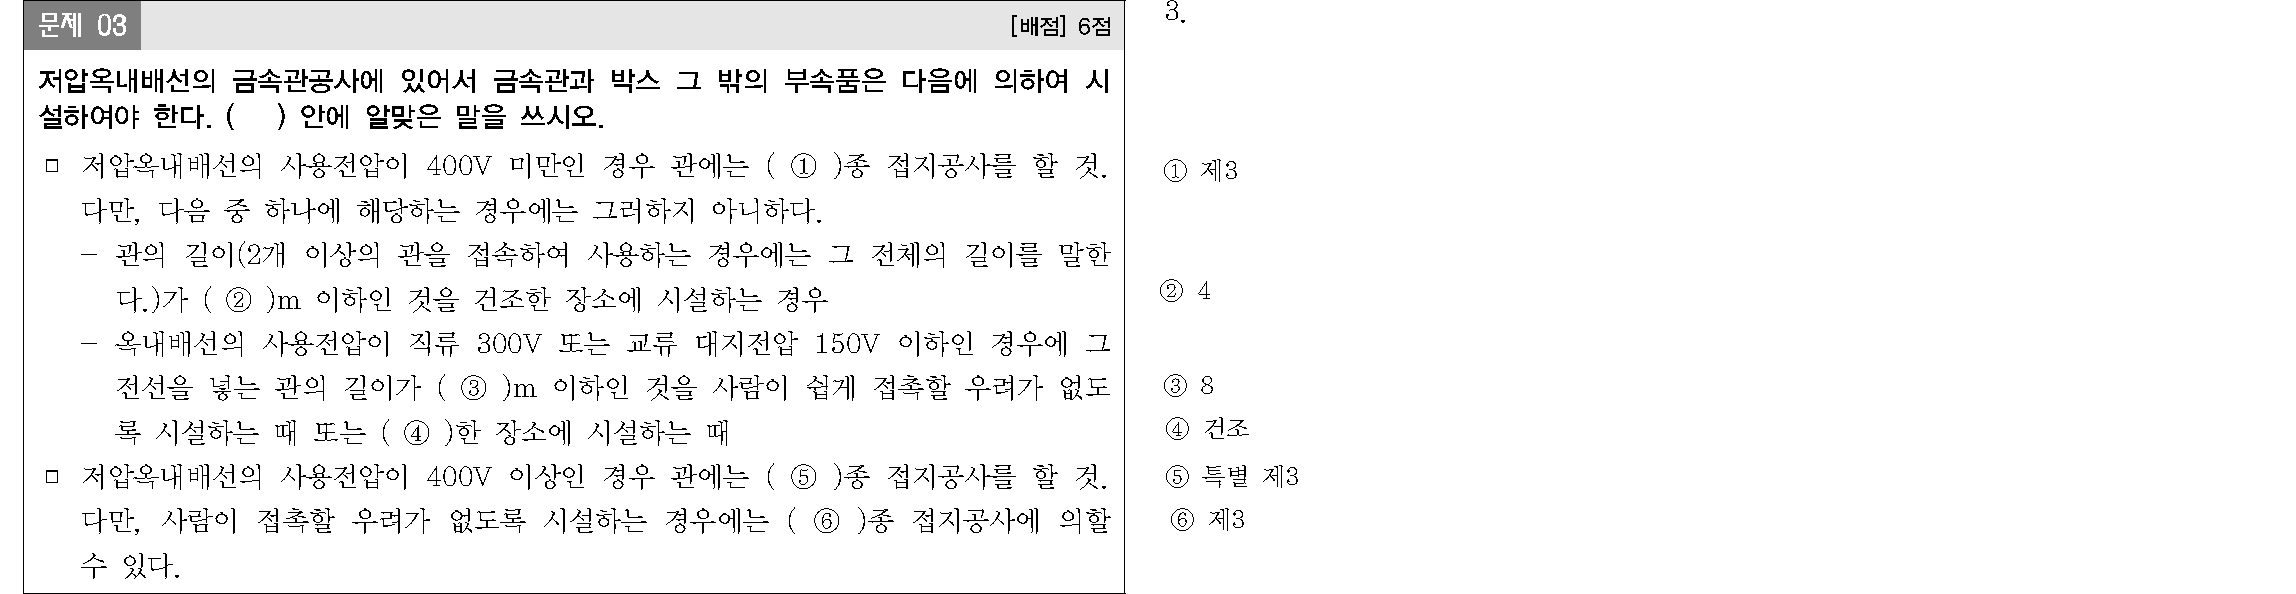 문제 03
[배점] 6점
저압옥내배선의 금속관공사에 있어서 금속관과 박스 그 밖의 부속품은 다음에 의하여 시
설하여야 한다. (    ) 안에 알맞은 말을 쓰시오.
□ 저압옥내배선의 사용전압이 400V 미만인 경우 관에는 ( ① )종 접지공사를 할 것.
다만, 다음 중 하나에 해당하는 경우에는 그러하지 아니하다.
- 관의 길이(2개 이상의 관을 접속하여 사용하는 경우에는 그 전체의 길이를 말한
다.)가 ( ② )m 이하인 것을 건조한 장소에 시설하는 경우
- 옥내배선의 사용전압이 직류 300V 또는 교류 대지전압 150V 이하인 경우에 그
전선을 넣는 관의 길이가 ( ③ )m 이하인 것을 사람이 쉽게 접촉할 우려가 없도
록 시설하는 때 또는 ( ④ )한 장소에 시설하는 때
□ 저압옥내배선의 사용전압이 400V 이상인 경우 관에는 ( ⑤ )종 접지공사를 할 것.
다만, 사람이 접촉할 우려가 없도록 시설하는 경우에는 ( ⑥ )종 접지공사에 의할
수 있다.
3.
① 제3
② 4
③ 8
④ 건조
⑤ 특별 제3
⑥ 제3